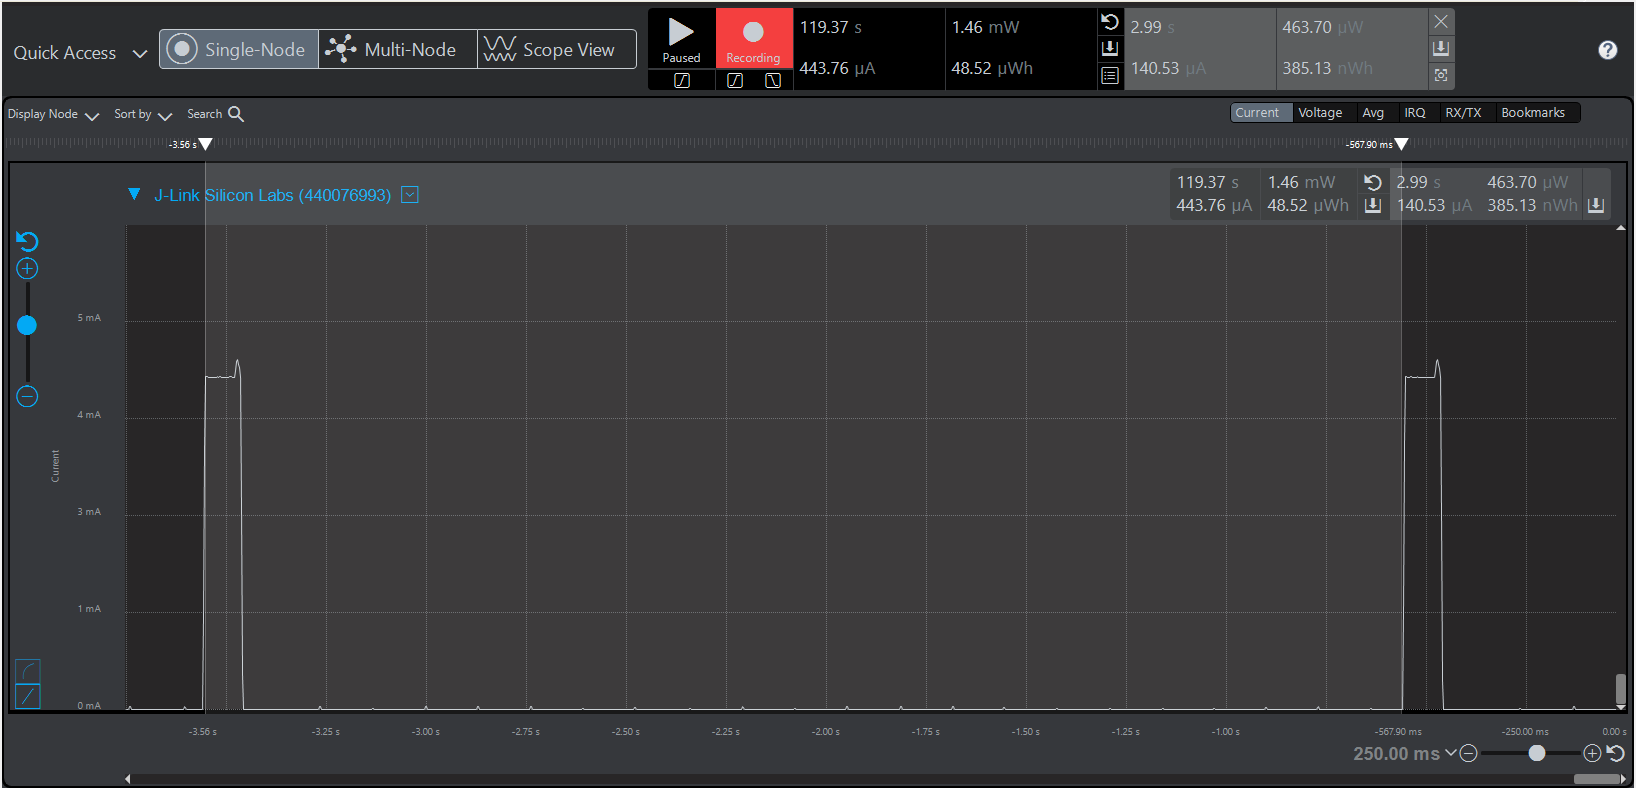 Quick Access
Single-Node
Multi-Node
Scope View
Paused
Recording
119.37 s
443.76 µA
1.46 mW
48.52 µWh
2.99 s
140.53 µA
463.70 µW
385.13 nWh
?
Display Node
Sort by
Search
Current
Voltage
Avg
IRQ
RX/TX
Bookmarks
-3.56 s
-567.90 ms
J-Link Silicon Labs (440076993)
119.37 s
443.76 µA
1.46 mW
48.52 µWh
2.99 s
140.53 µA
463.70 µW
385.13 nWh
5 mA
4 mA
3 mA
1 mA
0 mA
Current
-3.56 s
-3.25 s
-3.00 s
-2.75 s
-2.50 s
-2.25 s
-2.00 s
-1.75 s
-1.50 s
-1.25 s
-1.00 s
-567.90 ms
-250.00 ms
0.00 s
250.00 ms